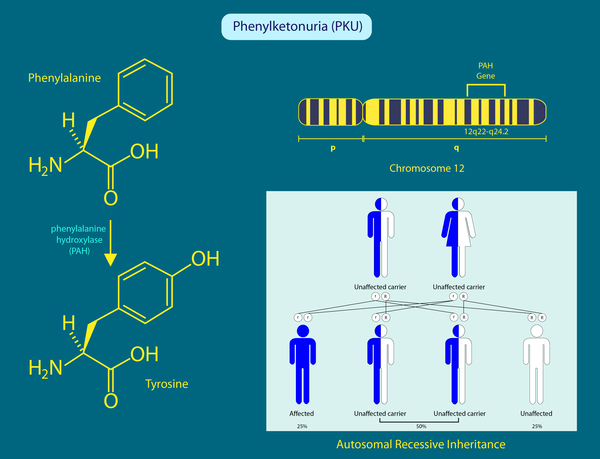 Phenylketonuria (PKU)
Phenylalanine
H
H₂N
OH
O
phenylalanine
hydroxylase
(PAH)
OH
H
H₂N
OH
O
Tyrosine
PAH
Gene
12q22-q24.2
p
q
Chromosome 12
Unaffected carrier
Unaffected carrier
r R r R
r r r R r R R R
Affected
Unaffected carrier
Unaffected carrier
Unaffected
25%
50%
25%
Autosomal Recessive Inheritance